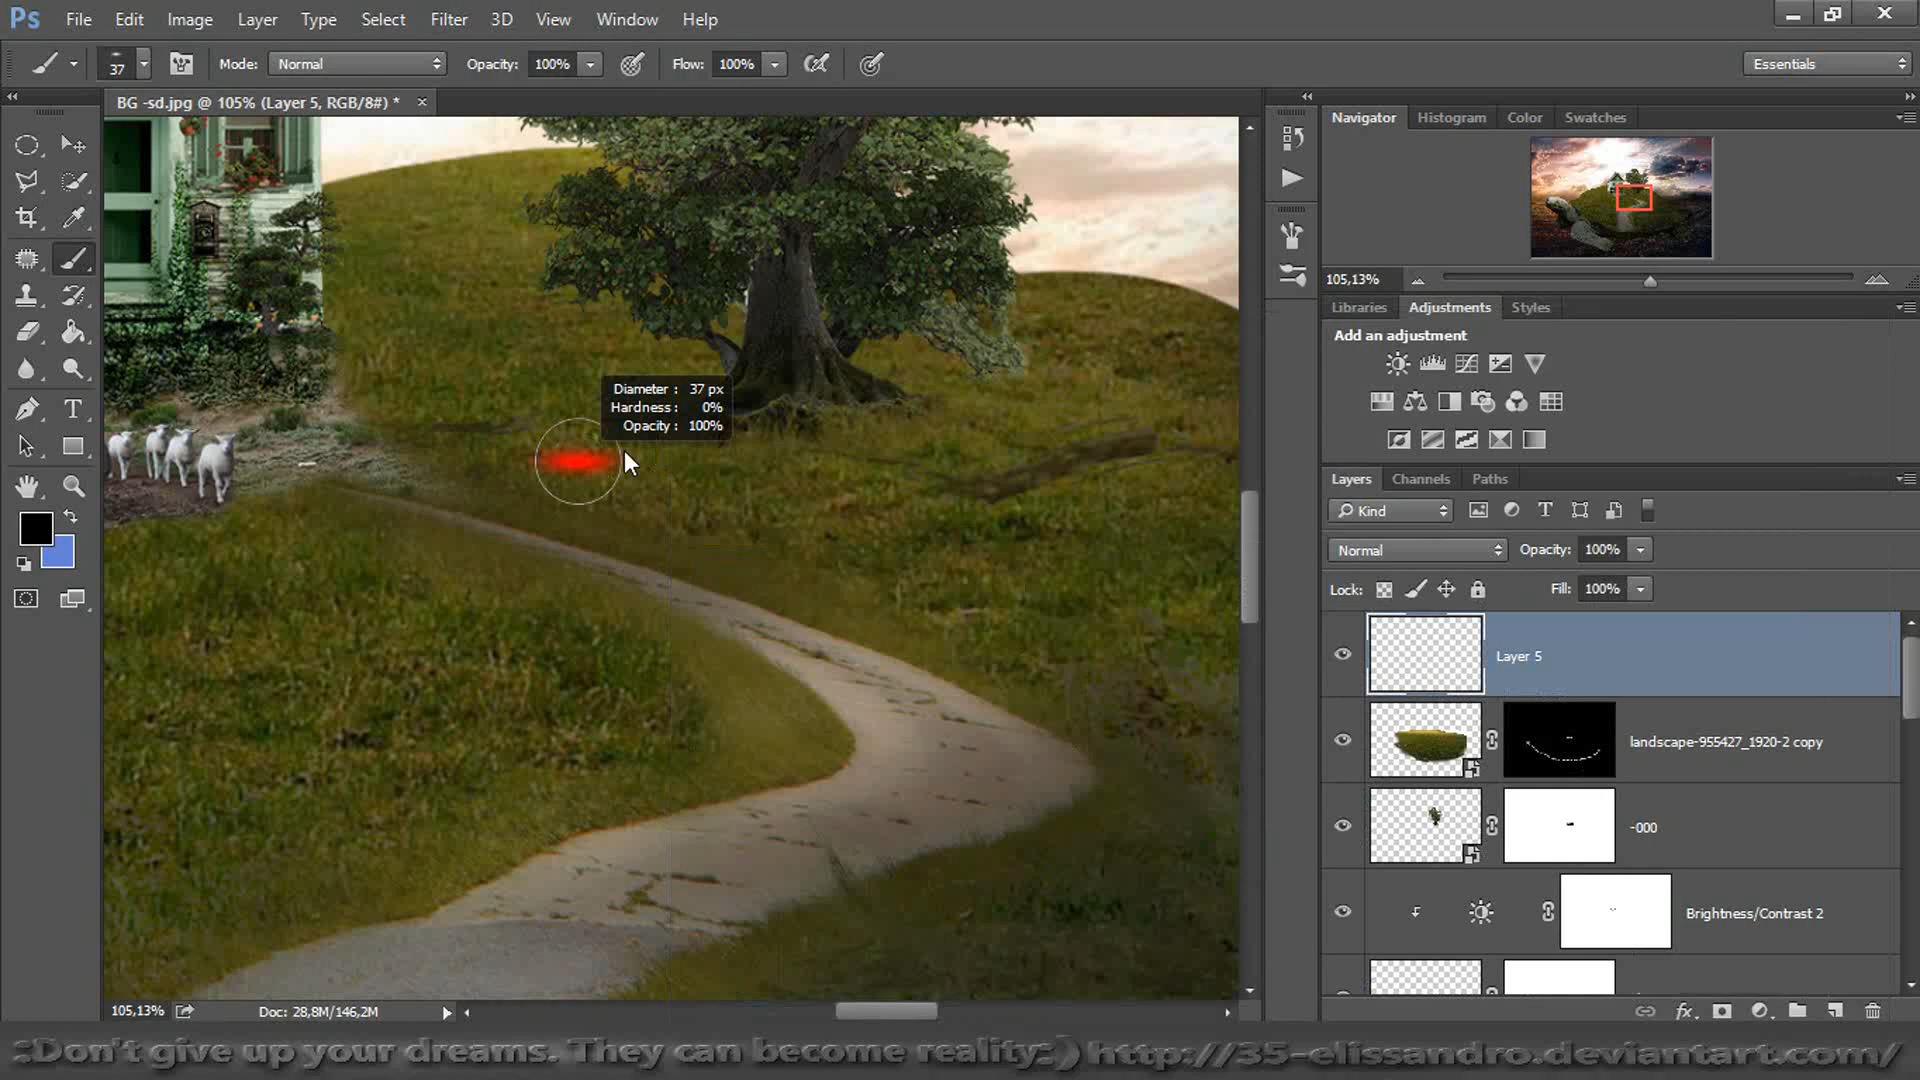 Ps File Edit Image Layer Type Select Filter 3D View Window Help
37 Mode: Normal Opacity: 100% Flow: 100% Essentials
BG -sd.jpg @ 105% (Layer 5, RGB/8#) * ×
Navigator Histogram Color Swatches
105,13%
Libraries Adjustments Styles
Add an adjustment
Diameter : 37 px
Hardness : 0%
Opacity : 100%
Layers Channels Paths
Kind
Normal Opacity: 100%
Lock: Fill: 100%
Layer 5
landscape-955427_1920-2 copy
-000
Brightness/Contrast 2
105,13% Doc: 28,8M/146,2M
::Don't give up your dreams. They can become reality:;) http://35-elissandro.deviantart.com/